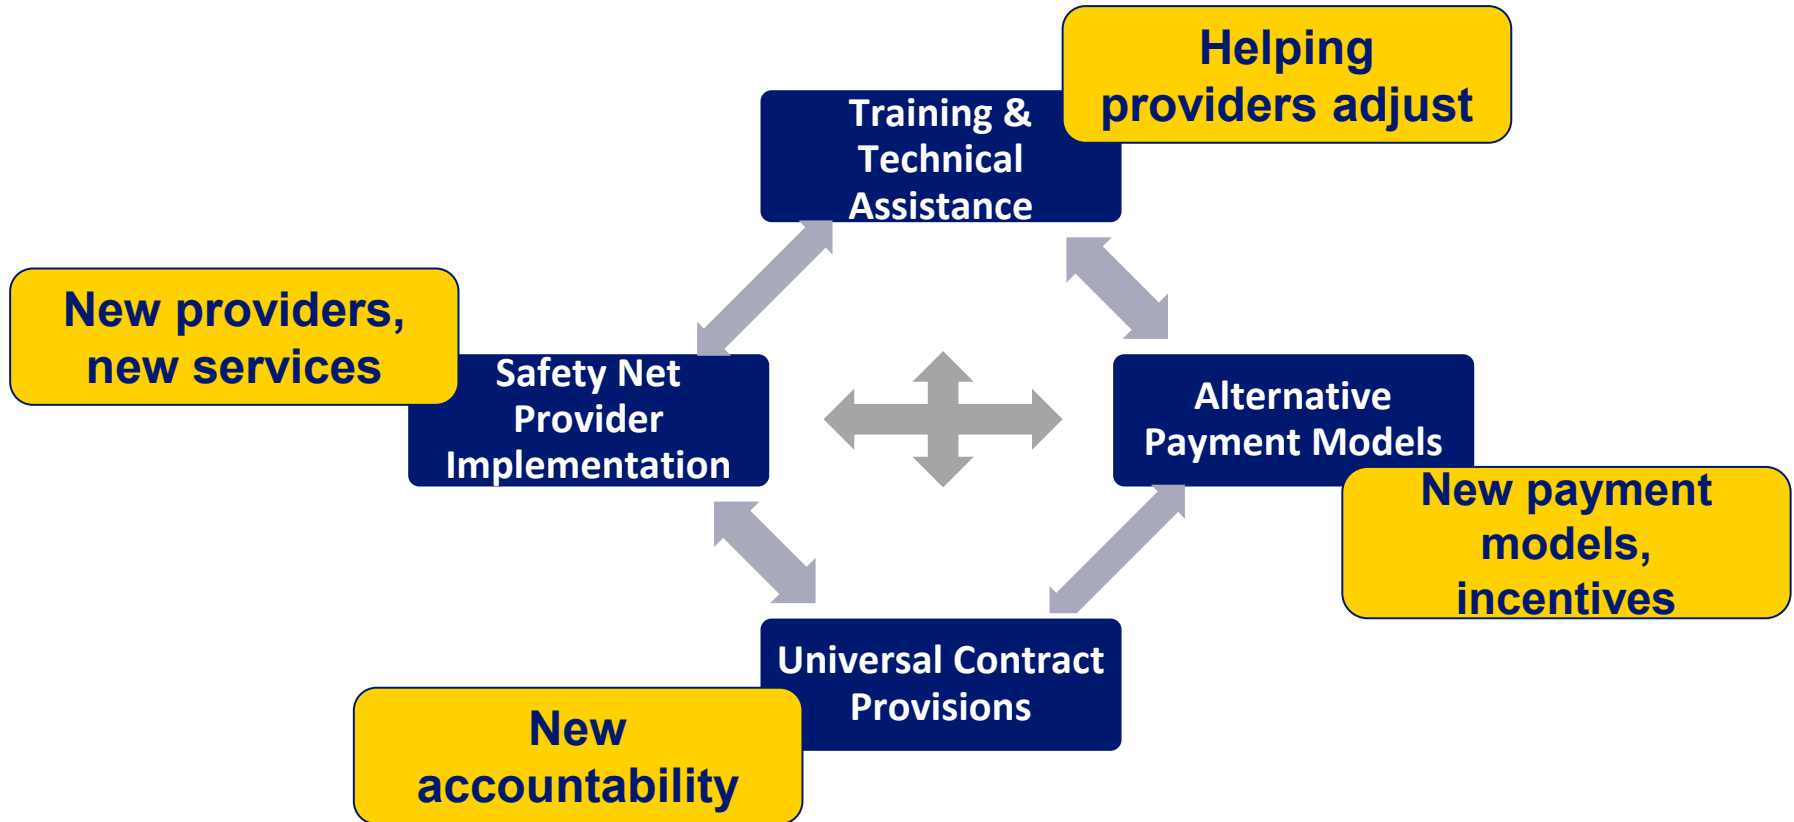 Helping
providers adjust
Training &
Technical
Assistance
New providers,
new services
Safety Net
Provider
Implementation
Alternative
Payment Models
New payment
models,
incentives
Universal Contract
Provisions
New
accountability